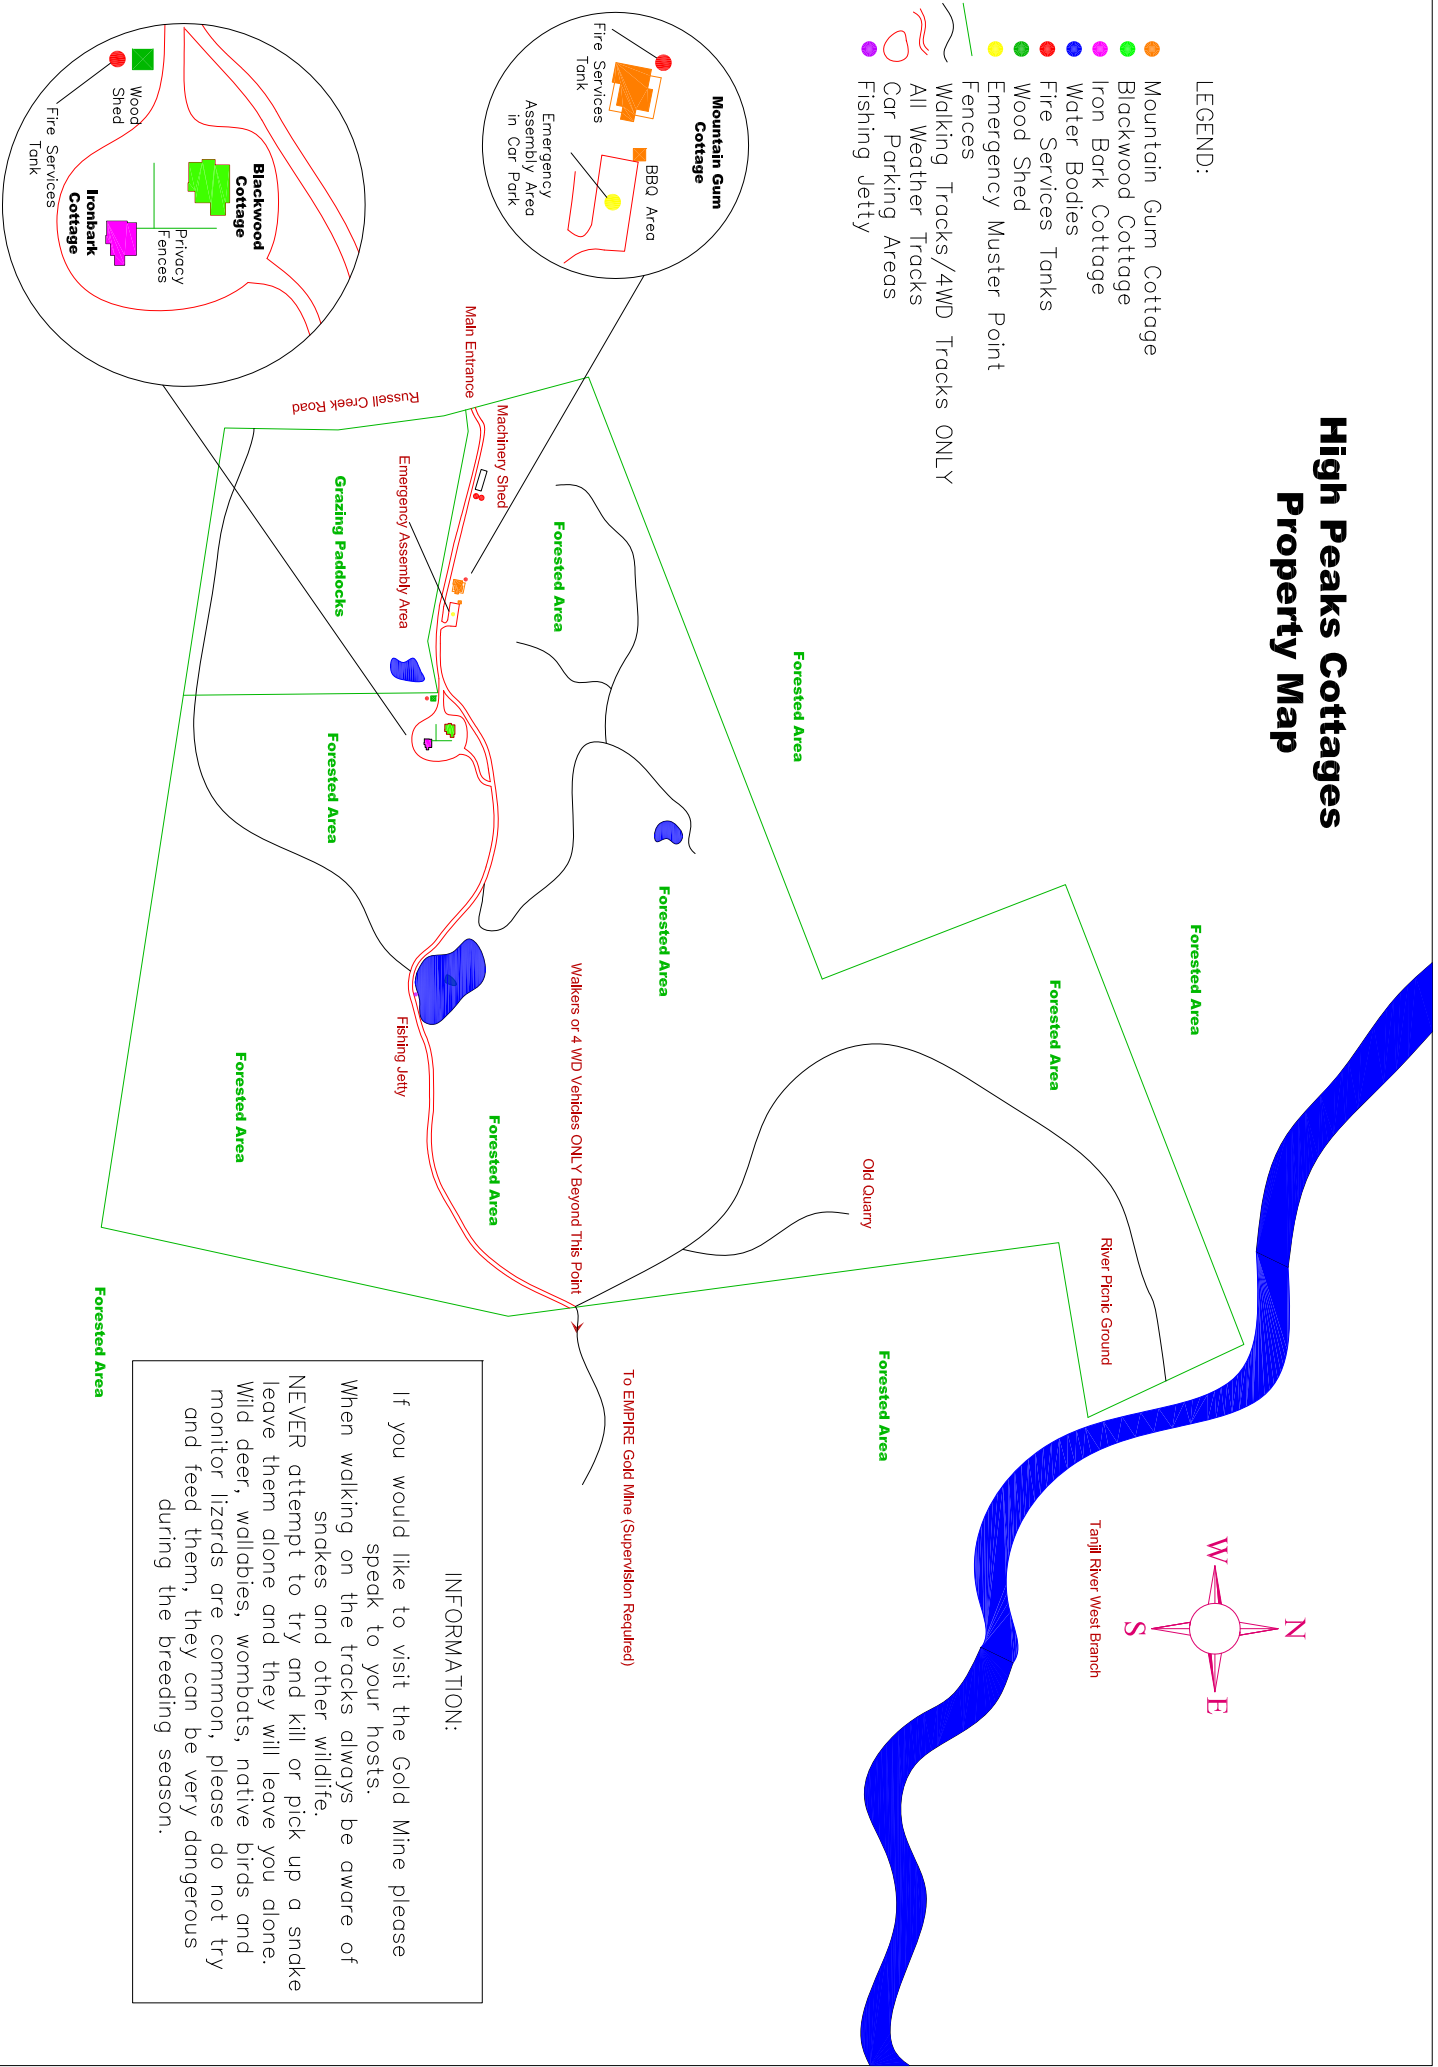 High Peaks Cottages
Property Map
LEGEND:
Mountain Gum Cottage
Blackwood Cottage
Iron Bark Cottage
Water Bodies
Fire Services Tanks
Wood Shed
Emergency Muster Point
Fences
Walking Tracks/4WD Tracks ONLY
All Weather Tracks
Car Parking Areas
Fishing Jetty
Mountain Gum
Cottage
BBQ Area
Fire Services
Tank
Emergency
Assembly Area
in Car Park
Blackwood
Cottage
Wood
Shed
Privacy
Fences
Ironbark
Cottage
Fire Services
Tank
Main Entrance
Machinery Shed
Russell Creek Road
Emergency Assembly Area
Grazing Paddocks
Forested Area
Forested Area
Forested Area
Forested Area
Forested Area
Forested Area
Forested Area
Forested Area
Forested Area
Forested Area
Fishing Jetty
Walkers or 4 WD Vehicles ONLY Beyond This Point
Old Quarry
River Picnic Ground
To EMPIRE Gold Mine (Supervision Required)
Tanjil River West Branch
N
W
E
S
INFORMATION:
If you would like to visit the Gold Mine please
speak to your hosts.
When walking on the tracks always be aware of
snakes and other wildlife.
NEVER attempt to try and kill or pick up a snake
leave them alone and they will leave you alone.
Wild deer, wallabies, wombats, native birds and
monitor lizards are common, please do not try
and feed them, they can be very dangerous
during the breeding season.